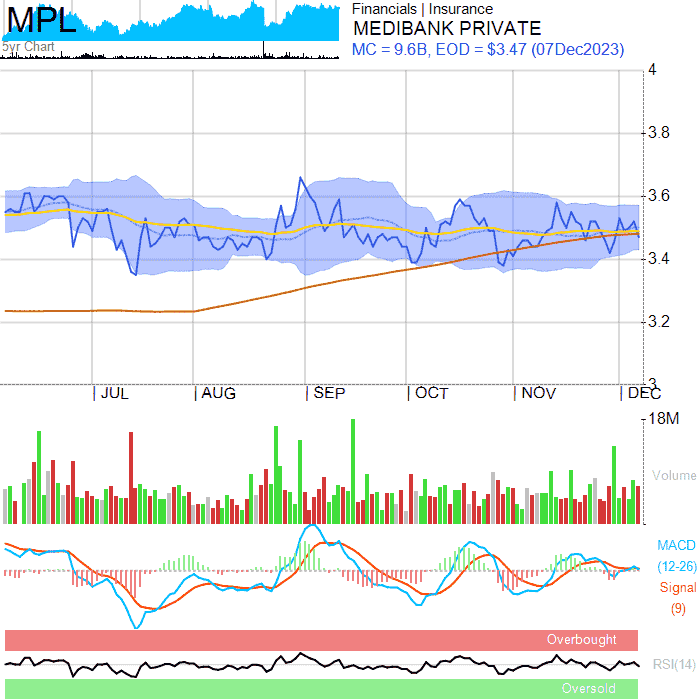 MPL
5yr Chart
Financials | Insurance
MEDIBANK PRIVATE
MC = 9.6B, EOD = $3.47 (07Dec2023)
4
3.8
3.6
3.4
3.2
3
JUL AUG SEP OCT NOV DEC
18M
Volume
MACD
(12-26)
Signal
(9)
Overbought
RSI(14)
Oversold